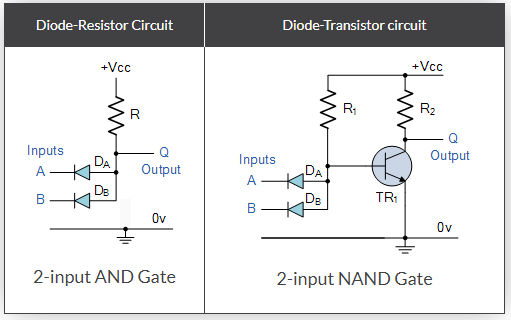 Diode-Resistor Circuit
Diode-Transistor circuit
+Vcc
R
Inputs
A
DA
Q
Output
B
DB
0v
2-input AND Gate
+Vcc
R1
R2
Q
Output
Inputs
A
DA
TR1
B
DB
0v
2-input NAND Gate